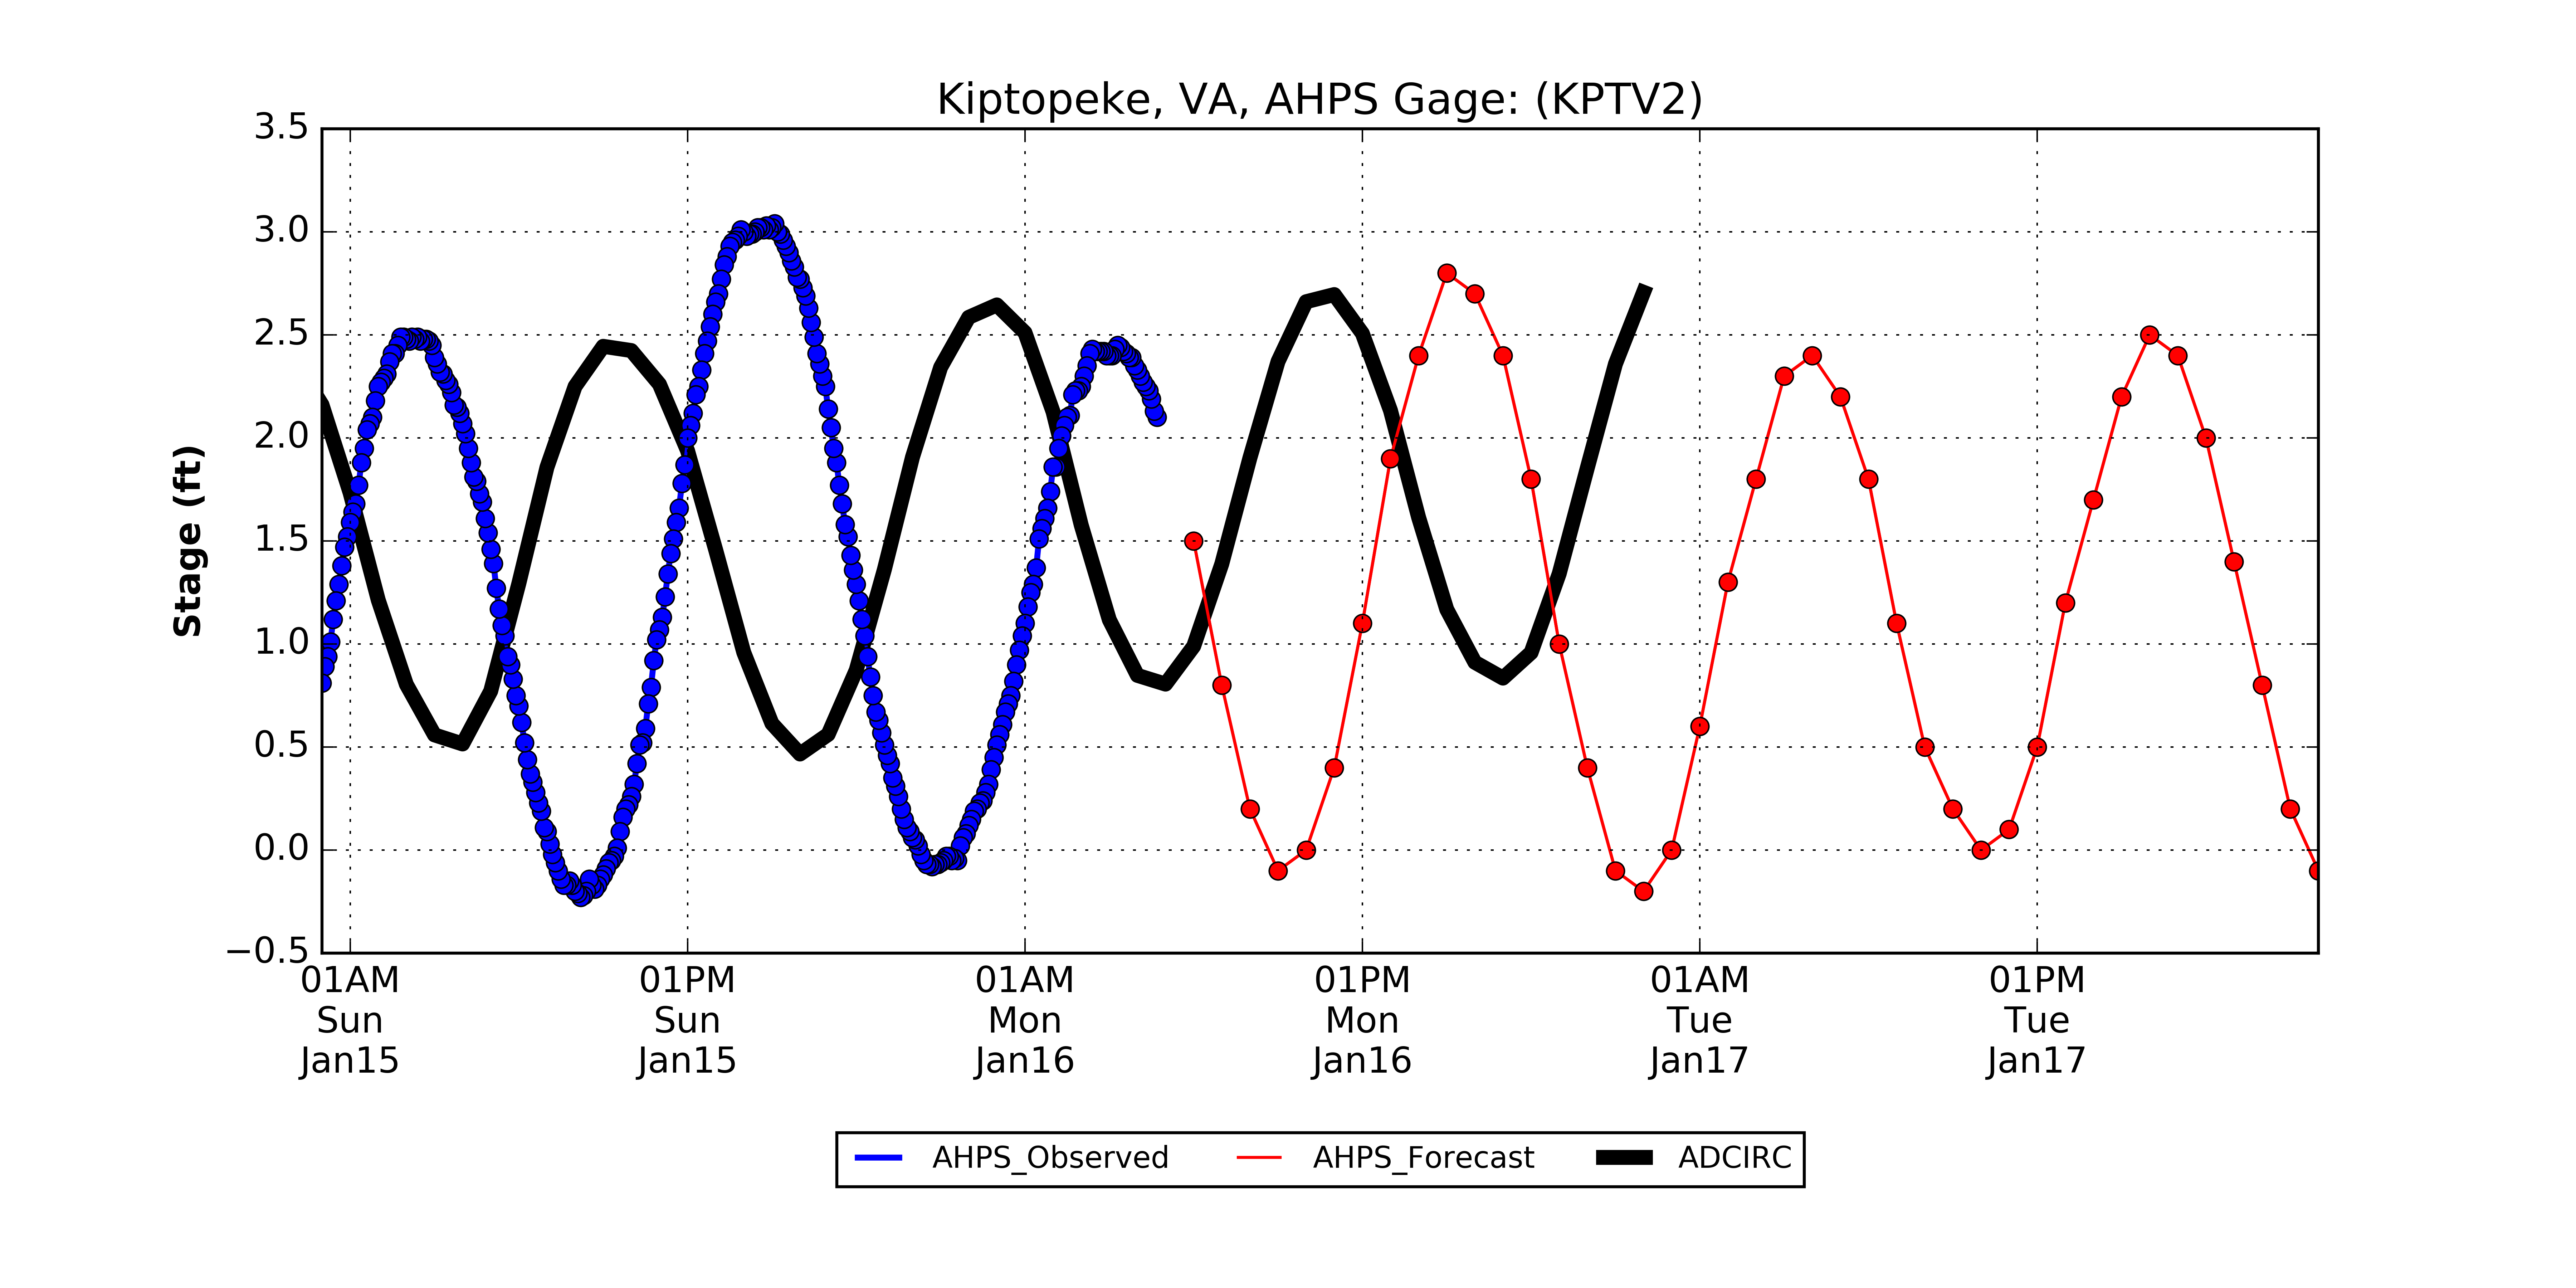 Kiptopeke, VA, AHPS Gage: (KPTV2)
Stage (ft)
3.5
3.0
2.5
2.0
1.5
1.0
0.5
0.0
−0.5
01AM 01PM 01AM 01PM 01AM 01PM
Sun Sun Mon Mon Tue Tue
Jan15 Jan15 Jan16 Jan16 Jan17 Jan17
AHPS_Observed AHPS_Forecast ADCIRC